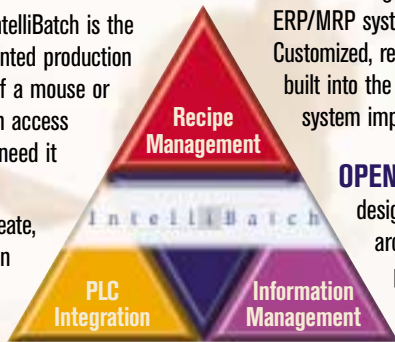 ntelliBatch is the
nted production
f a mouse or
n access
need it
eate,
n
ERP/MRP syst
Customized, re
built into the
system imp
OPEN
desig
arc
Recipe
Management
IntelliBatch
PLC
Integration
Information
Management